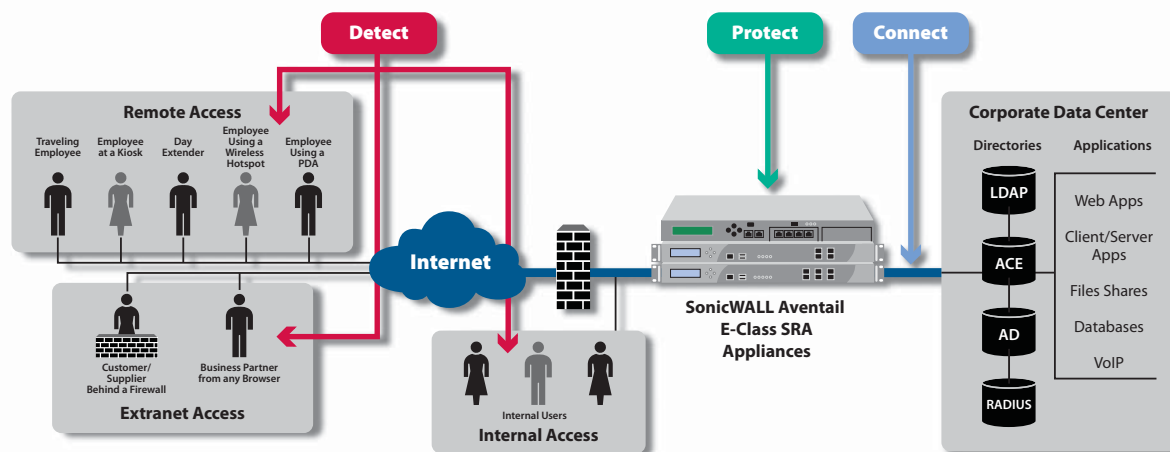 Detect
Protect
Connect
Remote Access
Traveling
Employee
Employee
at a Kiosk
Day
Extender
Employee
Using a
Wireless
Hotspot
Employee
Using a
PDA
Internet
Customer/
Supplier
Behind a Firewall
Business Partner
from any Browser
Extranet Access
Internal Users
Internal Access
SonicWALL Aventail
E-Class SRA
Appliances
Corporate Data Center
Directories
Applications
LDAP
ACE
AD
RADIUS
Web Apps
Client/Server
Apps
Files Shares
Databases
VoIP